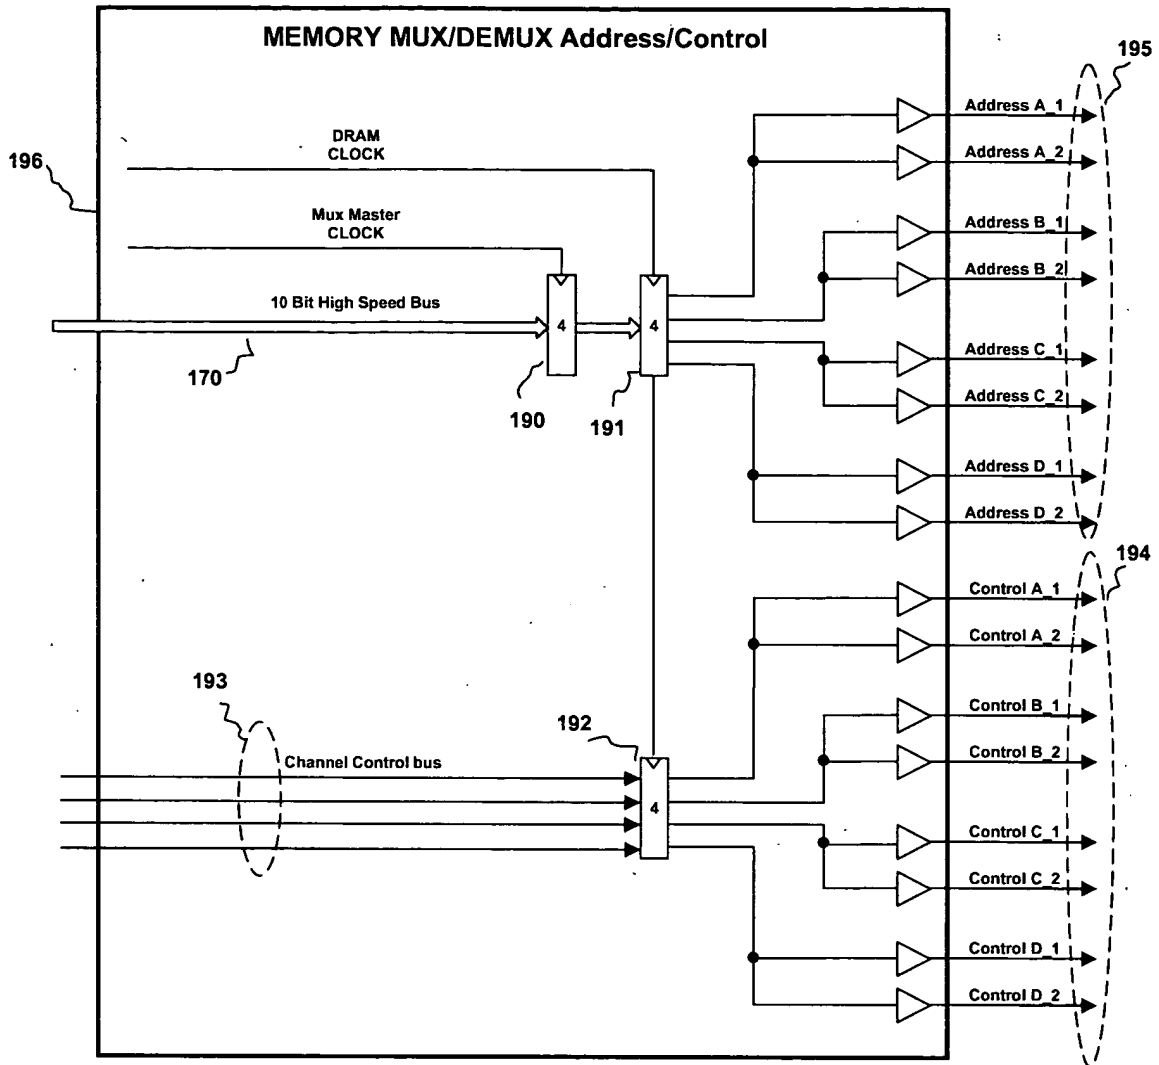 MEMORY MUX/DEMUX Address/Control
195
Address A_1
DRAM
CLOCK
Address A_2
196
Mux Master
CLOCK
Address B_1
Address B_2
10 Bit High Speed Bus
4
4
170
190
191
Address C_1
Address C_2
Address D_1
Address D_2
194
Control A_1
Control A_2
193
192
Control B_1
Channel Control bus
Control B_2
4
Control C_1
Control C_2
Control D_1
Control D_2